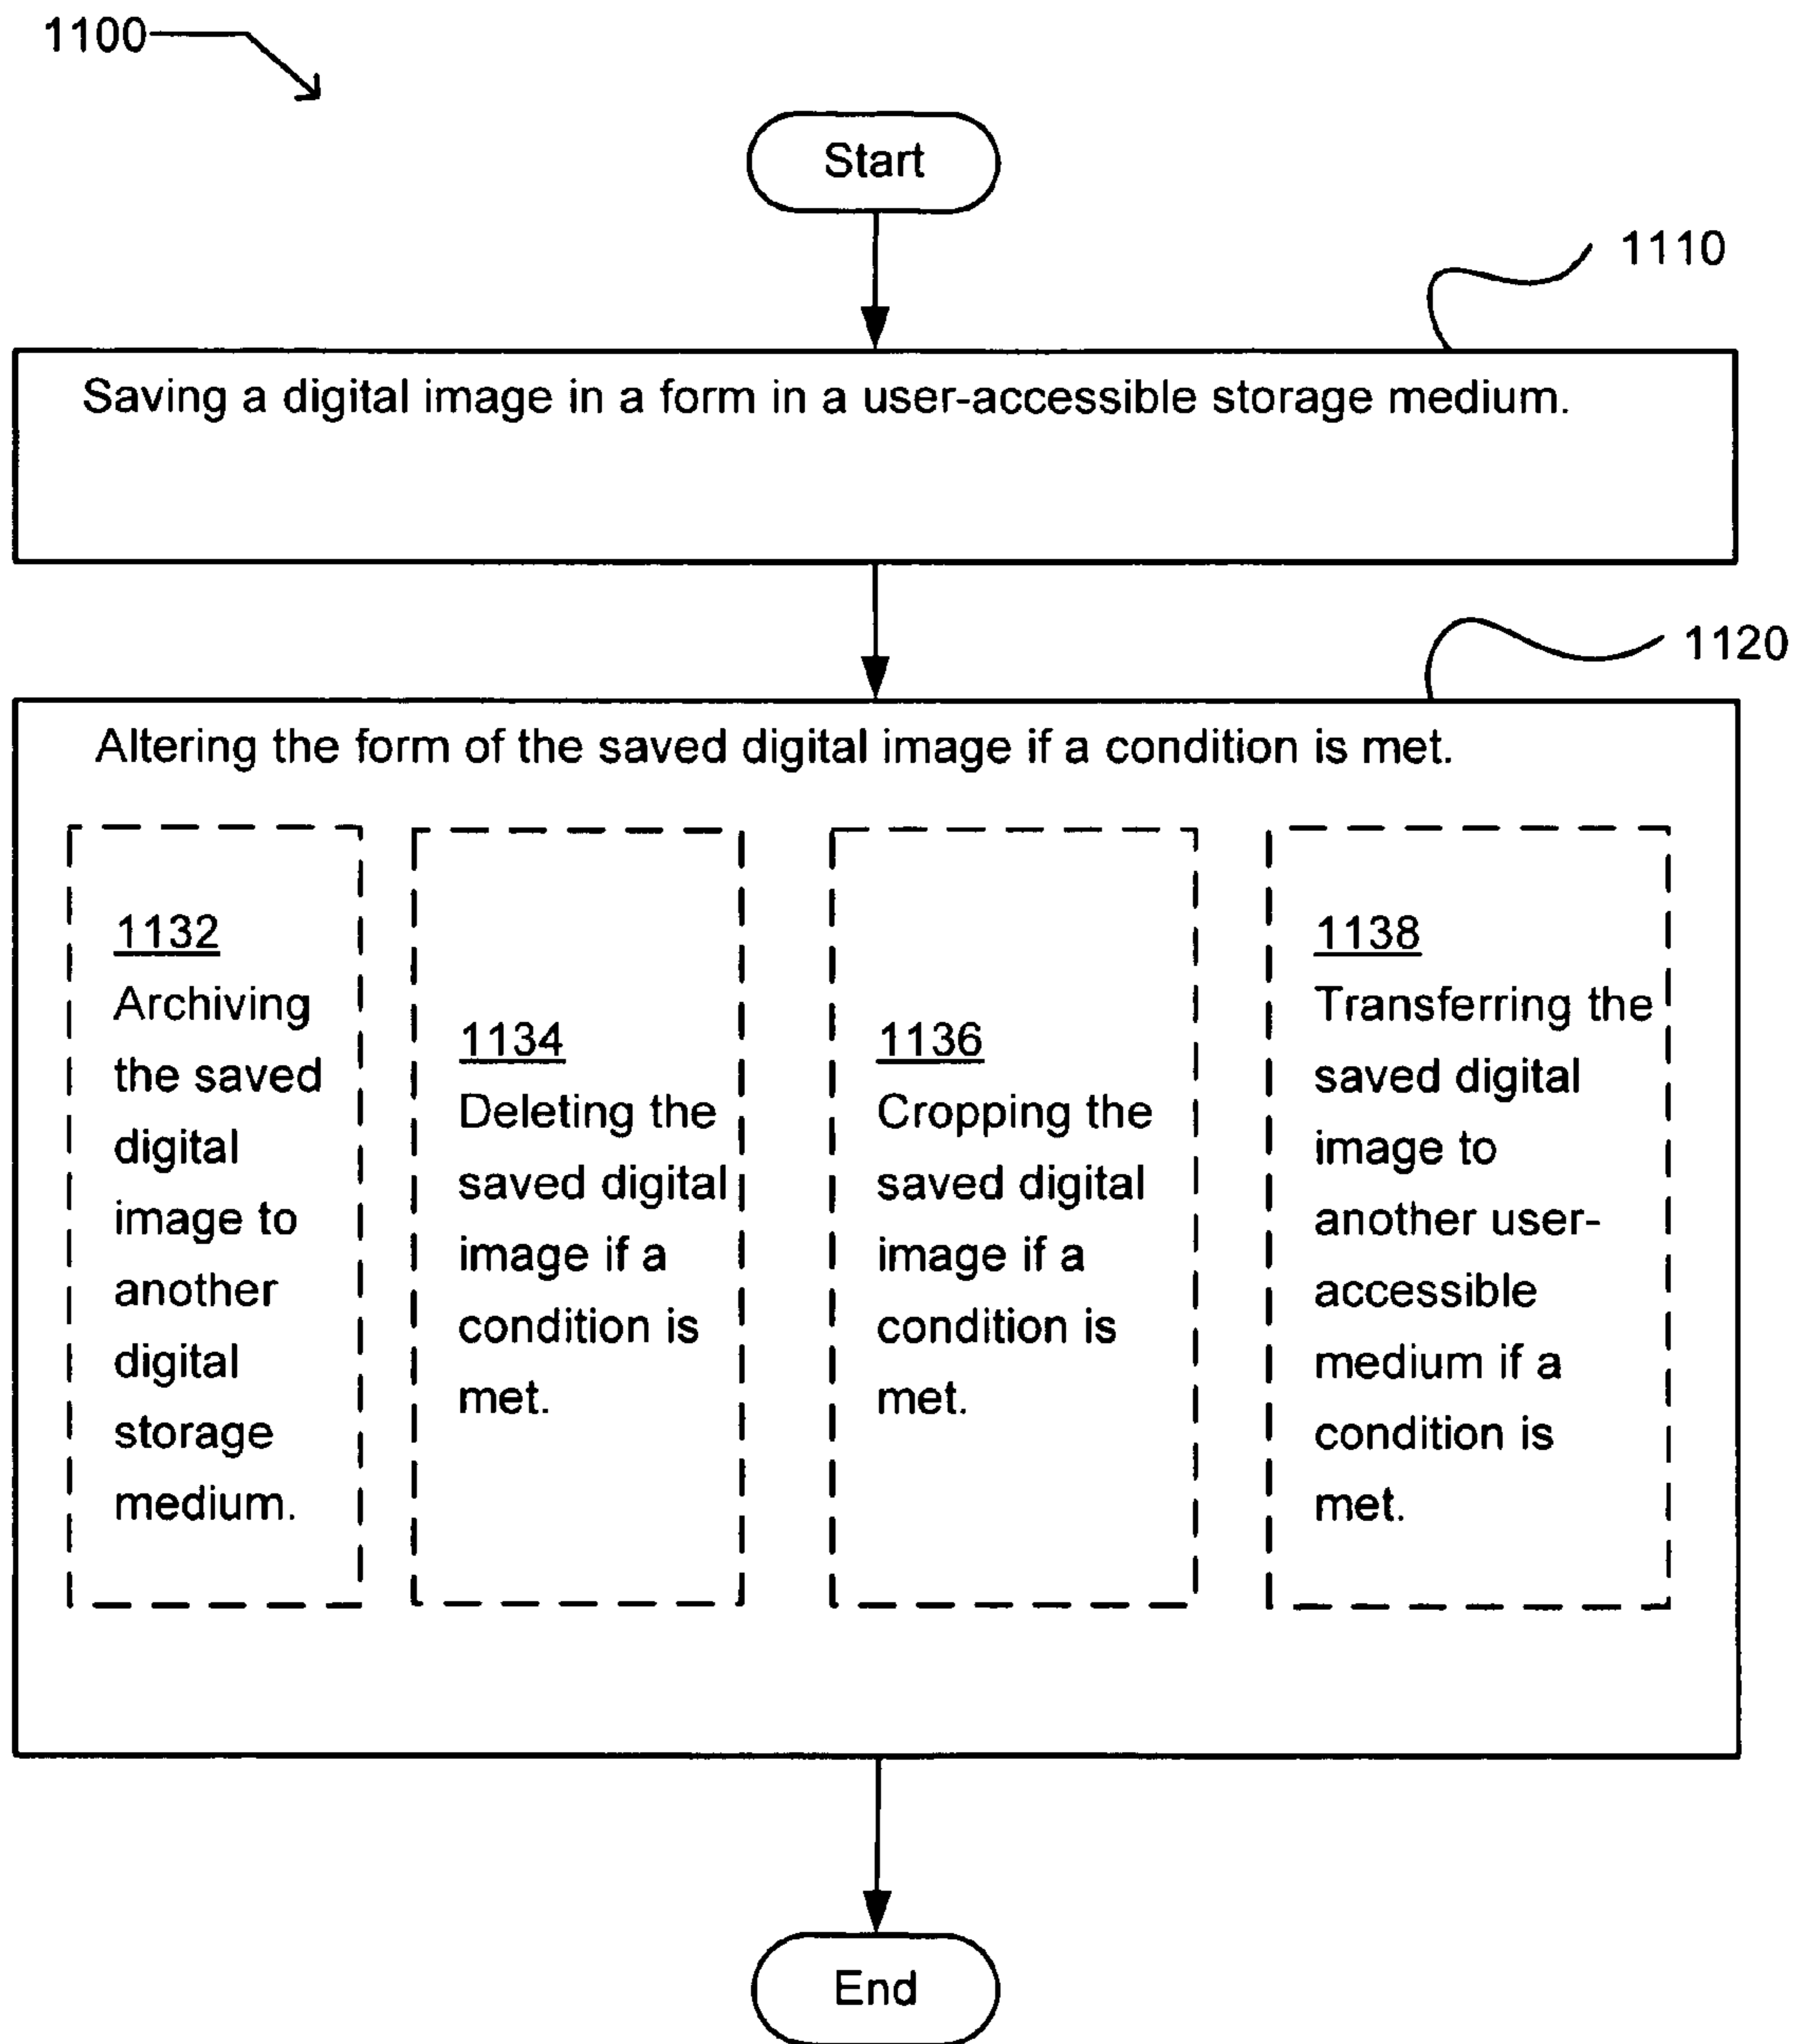 1100
Start
1110
Saving a digital image in a form in a user-accessible storage medium.
1120
Altering the form of the saved digital image if a condition is met.
1132
Archiving
the saved
digital
image to
another
digital
storage
medium.
1134
Deleting the
saved digital
image if a
condition is
met.
1136
Cropping the
saved digital
image if a
condition is
met.
1138
Transferring the
saved digital
image to
another user-
accessible
medium if a
condition is
met.
End